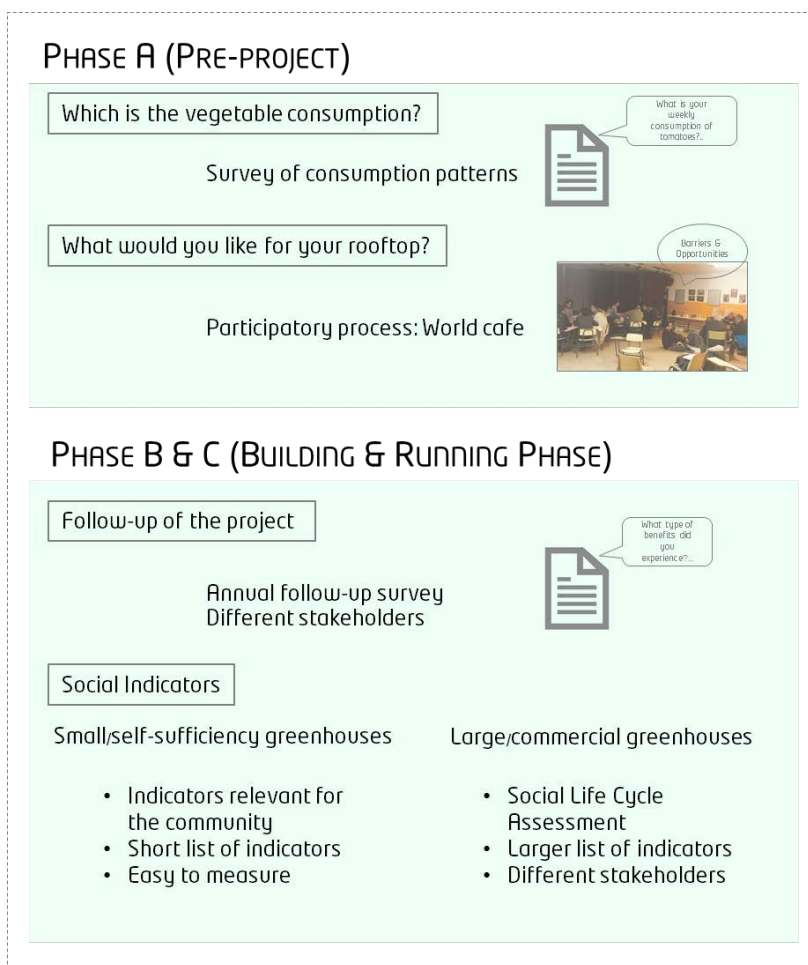 PHASE A (PRE-PROJECT)
Which is the vegetable consumption?
What is your
weekly
consumption of
tomatoes?..
Survey of consumption patterns
What would you like for your rooftop?
Barriers &
Opportunities
Participatory process: World cafe
PHASE B & C (BUILDING & RUNNING PHASE)
Follow-up of the project
What type of
benefits did
you
experience?..
Annual follow-up survey
Different stakeholders
Social Indicators
Small/self-sufficiency greenhouses
• Indicators relevant for
the community
• Short list of indicators
• Easy to measure
Large/commercial greenhouses
• Social Life Cycle
Assessment
• Larger list of indicators
• Different stakeholders